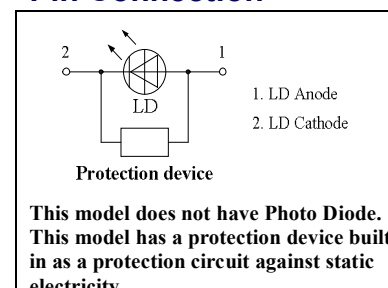 Pin Connection
2 1
LD
1. LD Anode
2. LD Cathode
Protection device
This model does not have Photo Diode.
This model has a protection device built
in as a protection circuit against static
electricity